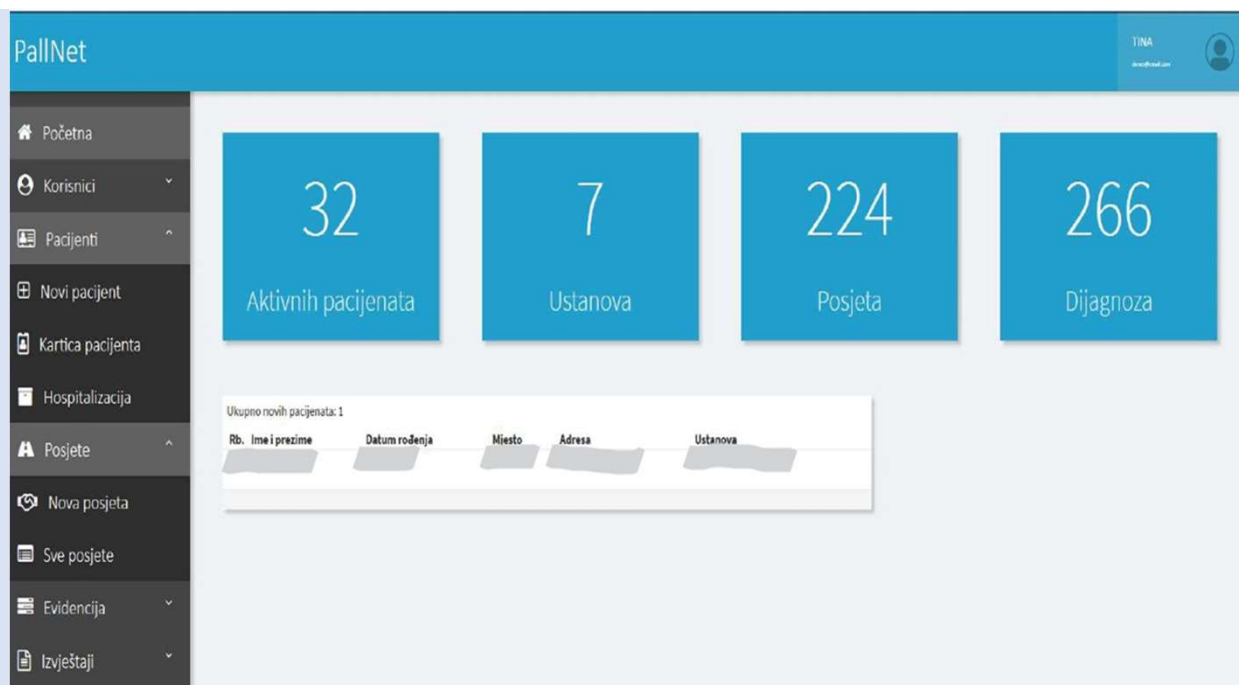 PallNet
TINA
Početna
Korisnici
Pacijenti
Novi pacijent
Kartica pacijenta
Hospitalizacija
Posjete
Nova posjeta
Sve posjete
Evidencija
Izvještaji
32
Aktivnih pacijenata
7
Ustanova
224
Posjeta
266
Dijagnoza
Ukupno novih pacijenata: 1
Rb. Ime i prezime Datum rođenja Mjesto Adresa Ustanova